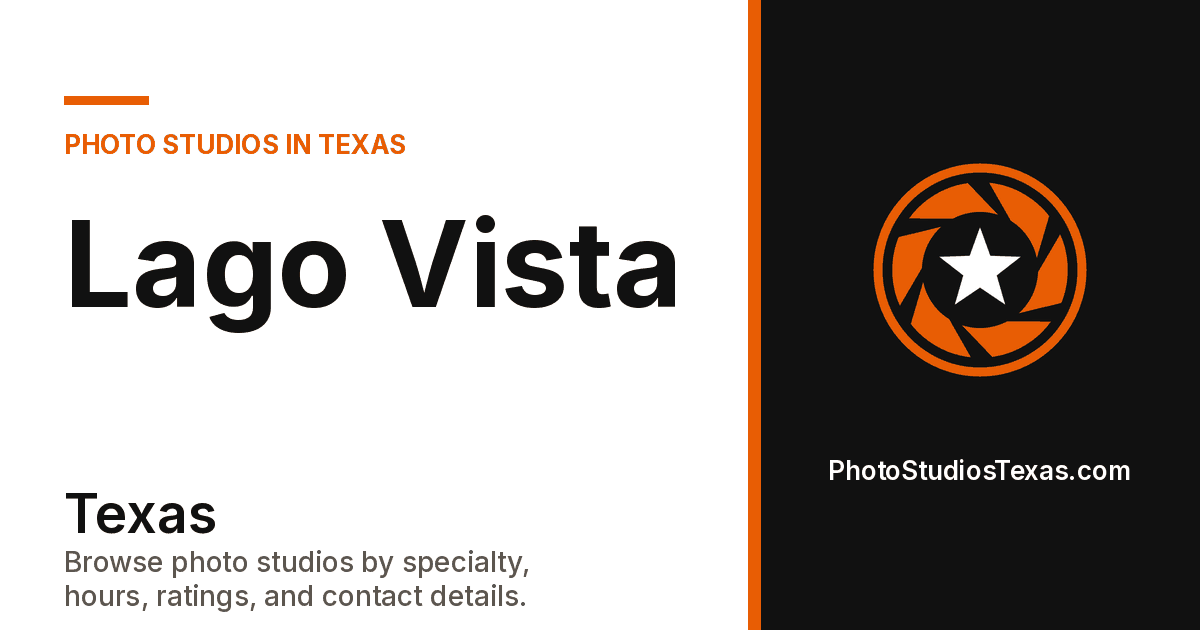 PHOTO STUDIOS IN TEXAS
Lago Vista
Texas
Browse photo studios by specialty,
hours, ratings, and contact details.
PhotoStudiosTexas.com